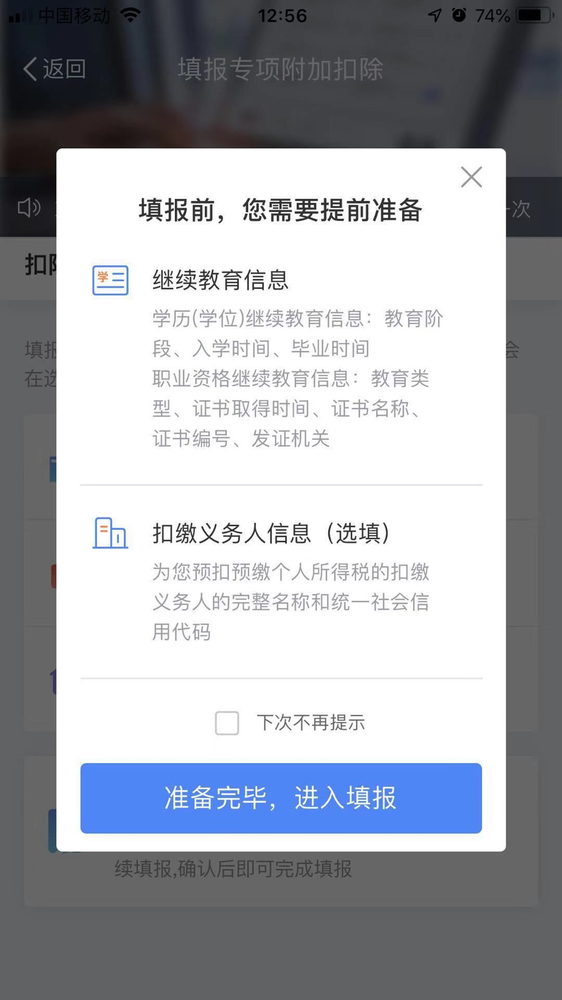 中国移动 12:56 74%
返回 填报专项附加扣除
次
填报前，您需要提前准备
扣
学 继续教育信息
学历(学位)继续教育信息：教育阶
段、入学时间、毕业时间
填报 会
在选
职业资格继续教育信息：教育类
型、证书取得时间、证书名称、
证书编号、发证机关
扣缴义务人信息（选填）
为您预扣预缴个人所得税的扣缴
义务人的完整名称和统一社会信
用代码
下次不再提示
准备完毕，进入填报
续填报,确认后即可完成填报